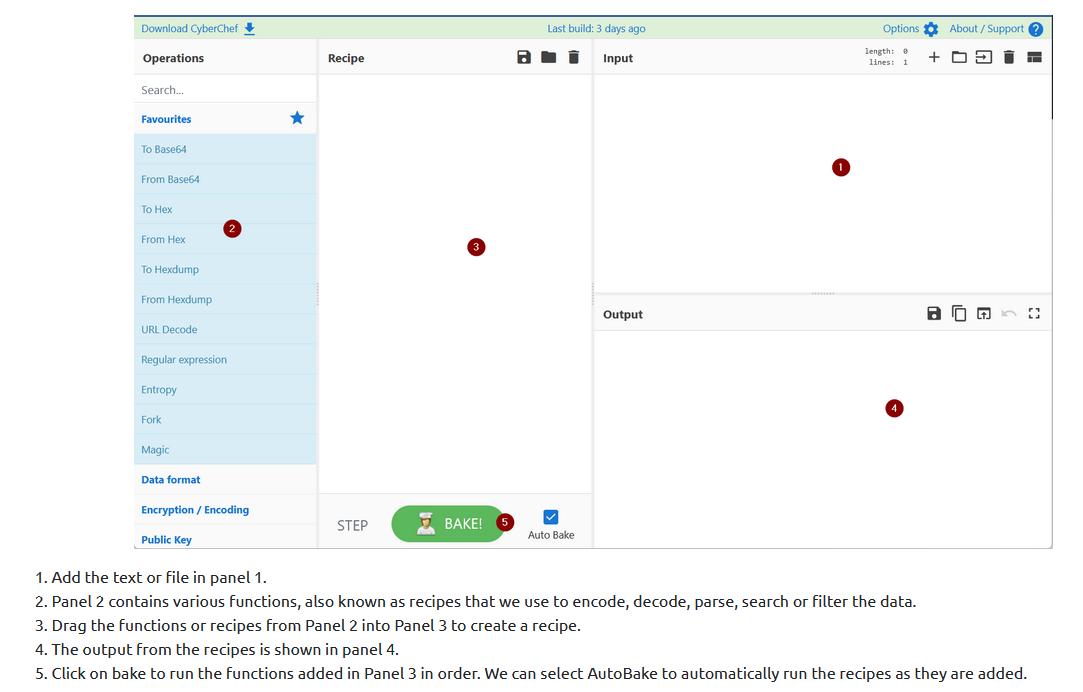 Download CyberChef
Last build: 3 days ago
Options
About / Support
Operations
Recipe
Input
length: 0
lines: 1
Search...
Favourites
To Base64
From Base64
To Hex
From Hex
To Hexdump
From Hexdump
URL Decode
Regular expression
Entropy
Fork
Magic
Data format
Encryption / Encoding
Public Key
2
3
STEP
BAKE!
5
Auto Bake
1
Output
4
1. Add the text or file in panel 1.
2. Panel 2 contains various functions, also known as recipes that we use to encode, decode, parse, search or filter the data.
3. Drag the functions or recipes from Panel 2 into Panel 3 to create a recipe.
4. The output from the recipes is shown in panel 4.
5. Click on bake to run the functions added in Panel 3 in order. We can select AutoBake to automatically run the recipes as they are added.